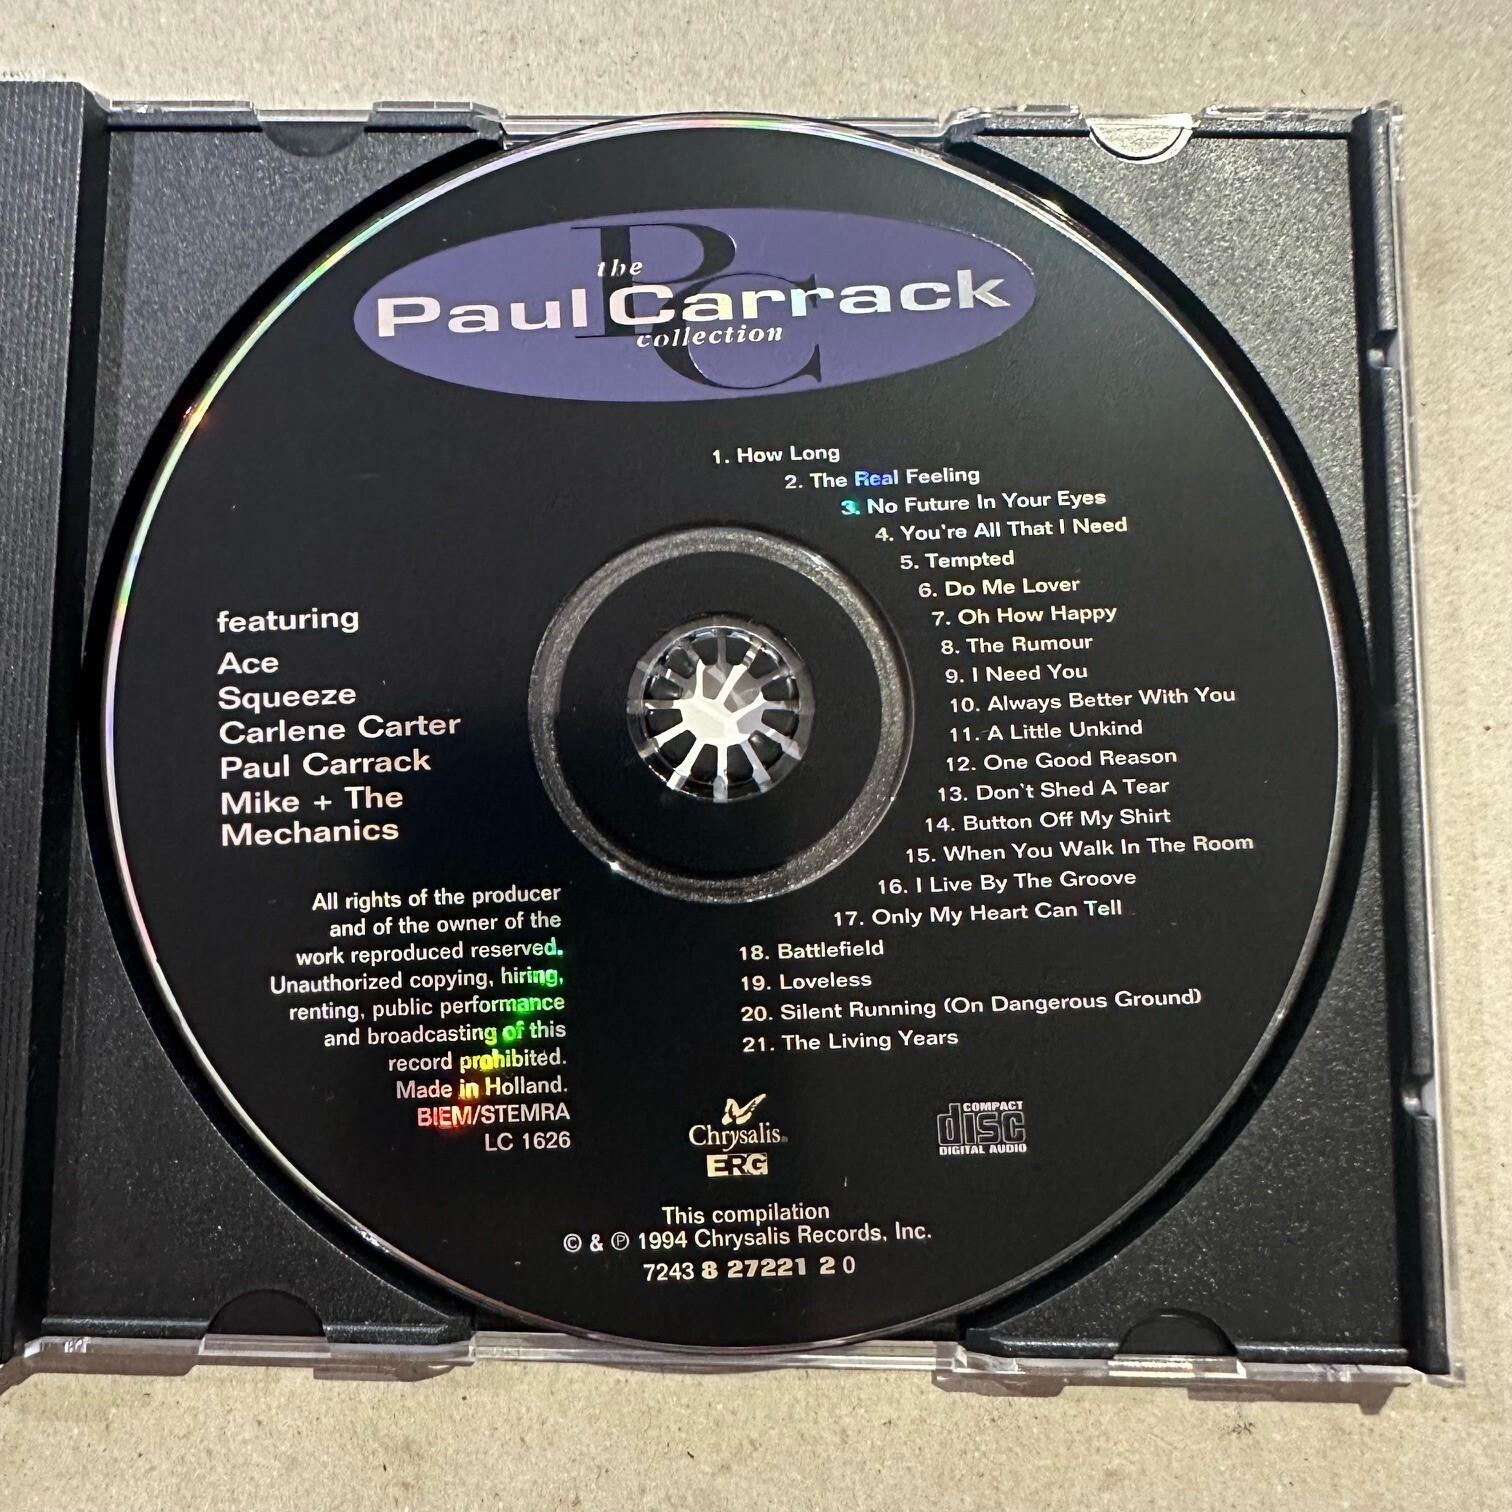 PC
the
Paul Carrack
collection
1. How Long
2. The Real Feeling
3. No Future In Your Eyes
4. You're All That I Need
5. Tempted
6. Do Me Lover
7. Oh How Happy
8. The Rumour
9. I Need You
10. Always Better With You
11. A Little Unkind
12. One Good Reason
13. Don't Shed A Tear
14. Button Off My Shirt
15. When You Walk In The Room
16. I Live By The Groove
17. Only My Heart Can Tell
18. Battlefield
19. Loveless
20. Silent Running (On Dangerous Ground)
21. The Living Years
featuring
Ace
Squeeze
Carlene Carter
Paul Carrack
Mike + The
Mechanics
All rights of the producer
and of the owner of the
work reproduced reserved.
Unauthorized copying, hiring,
renting, public performance
and broadcasting of this
record prohibited.
Made in Holland.
BIEM/STEMRA
LC 1626
Chrysalis
ERG
COMPACT
disc
DIGITAL AUDIO
This compilation
© & ℗ 1994 Chrysalis Records, Inc.
7243 8 27221 2 0